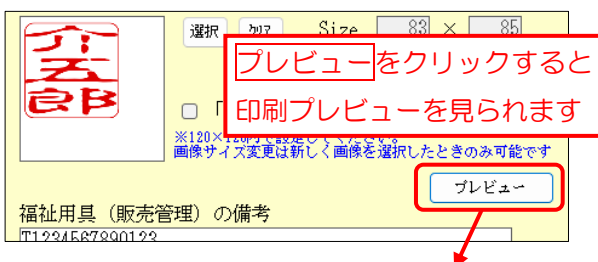 介五郎
選択 ｸﾘｱ Size 83 × 85
プレビューをクリックすると
印刷プレビューを見られます
※120×120内で設定してください。
画像サイズ変更は新しく画像を選択したときのみ可能です
プレビュー
福祉用具（販売管理）の備考
T1234567890123